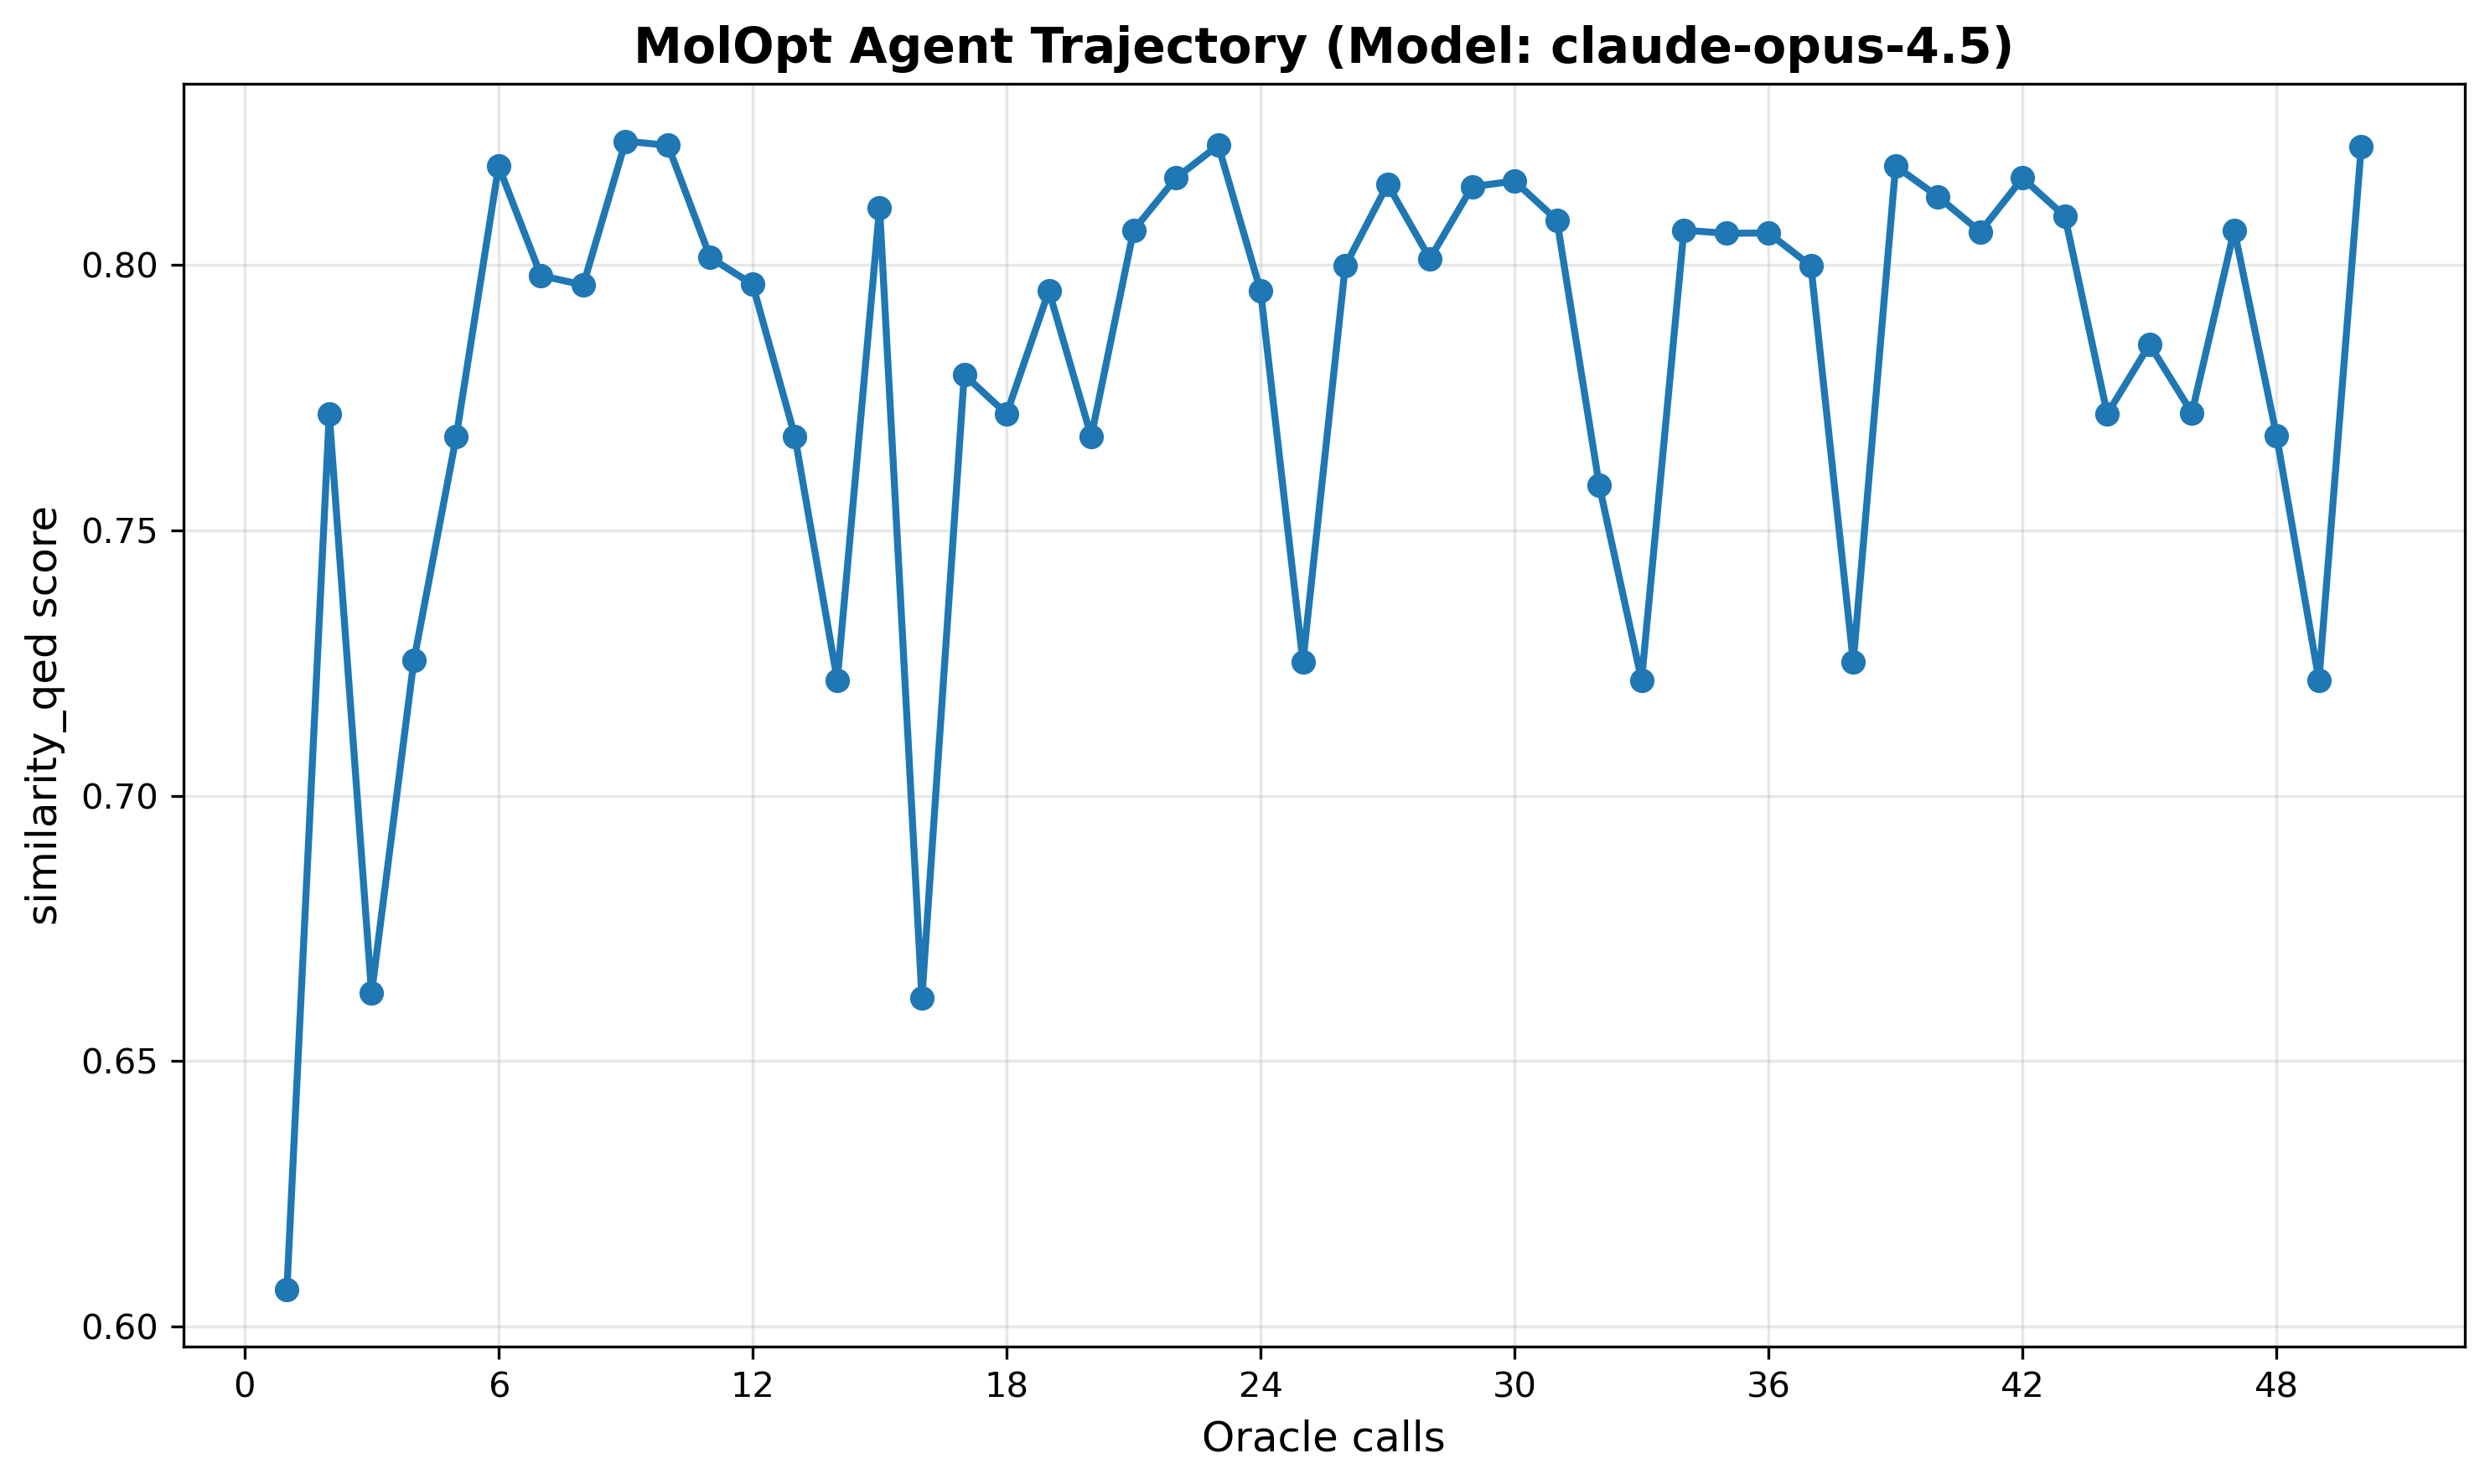 MolOpt Agent Trajectory (Model: claude-opus-4.5)
similarity_qed score
0.80
0.75
0.70
0.65
0.60
0 6 12 18 24 30 36 42 48
Oracle calls